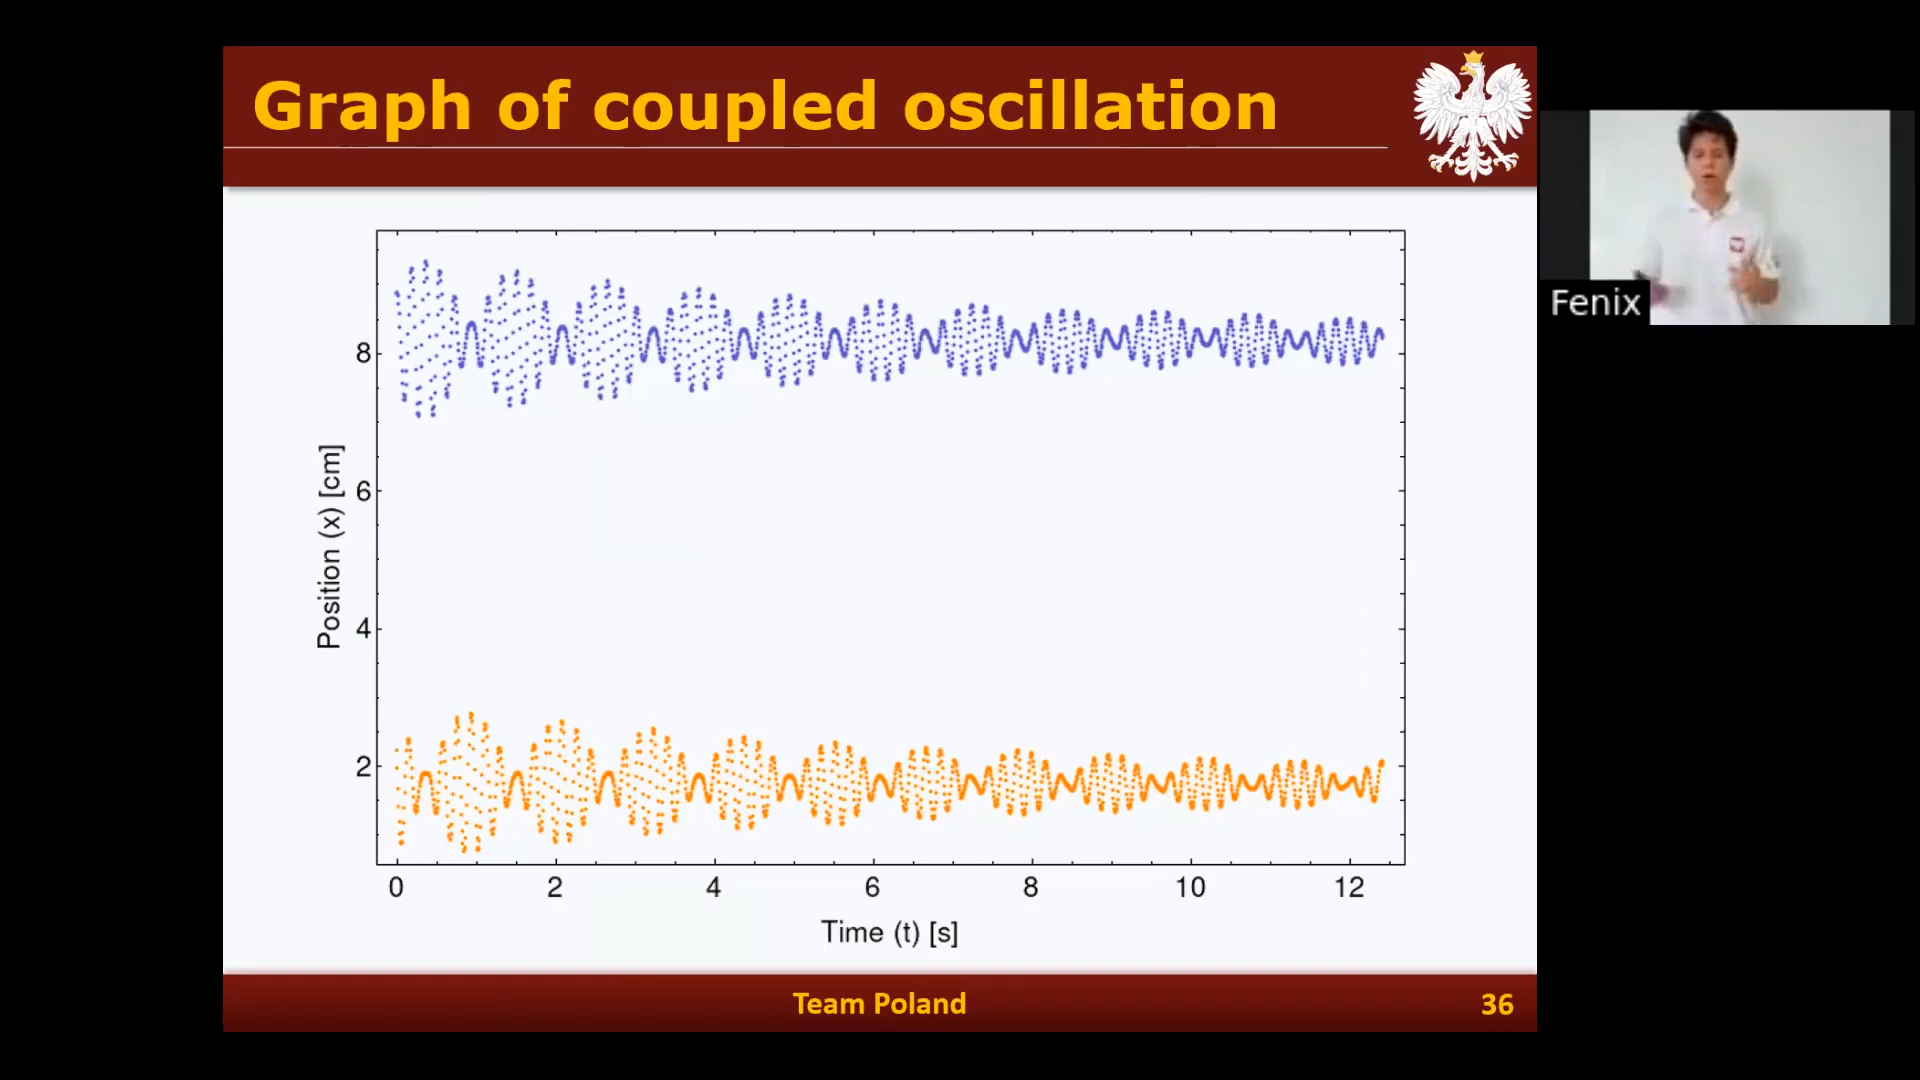 Graph of coupled oscillation
Fenix
8
6
4
2
Position (x) [cm]
0 2 4 6 8 10 12
Time (t) [s]
Team Poland
36